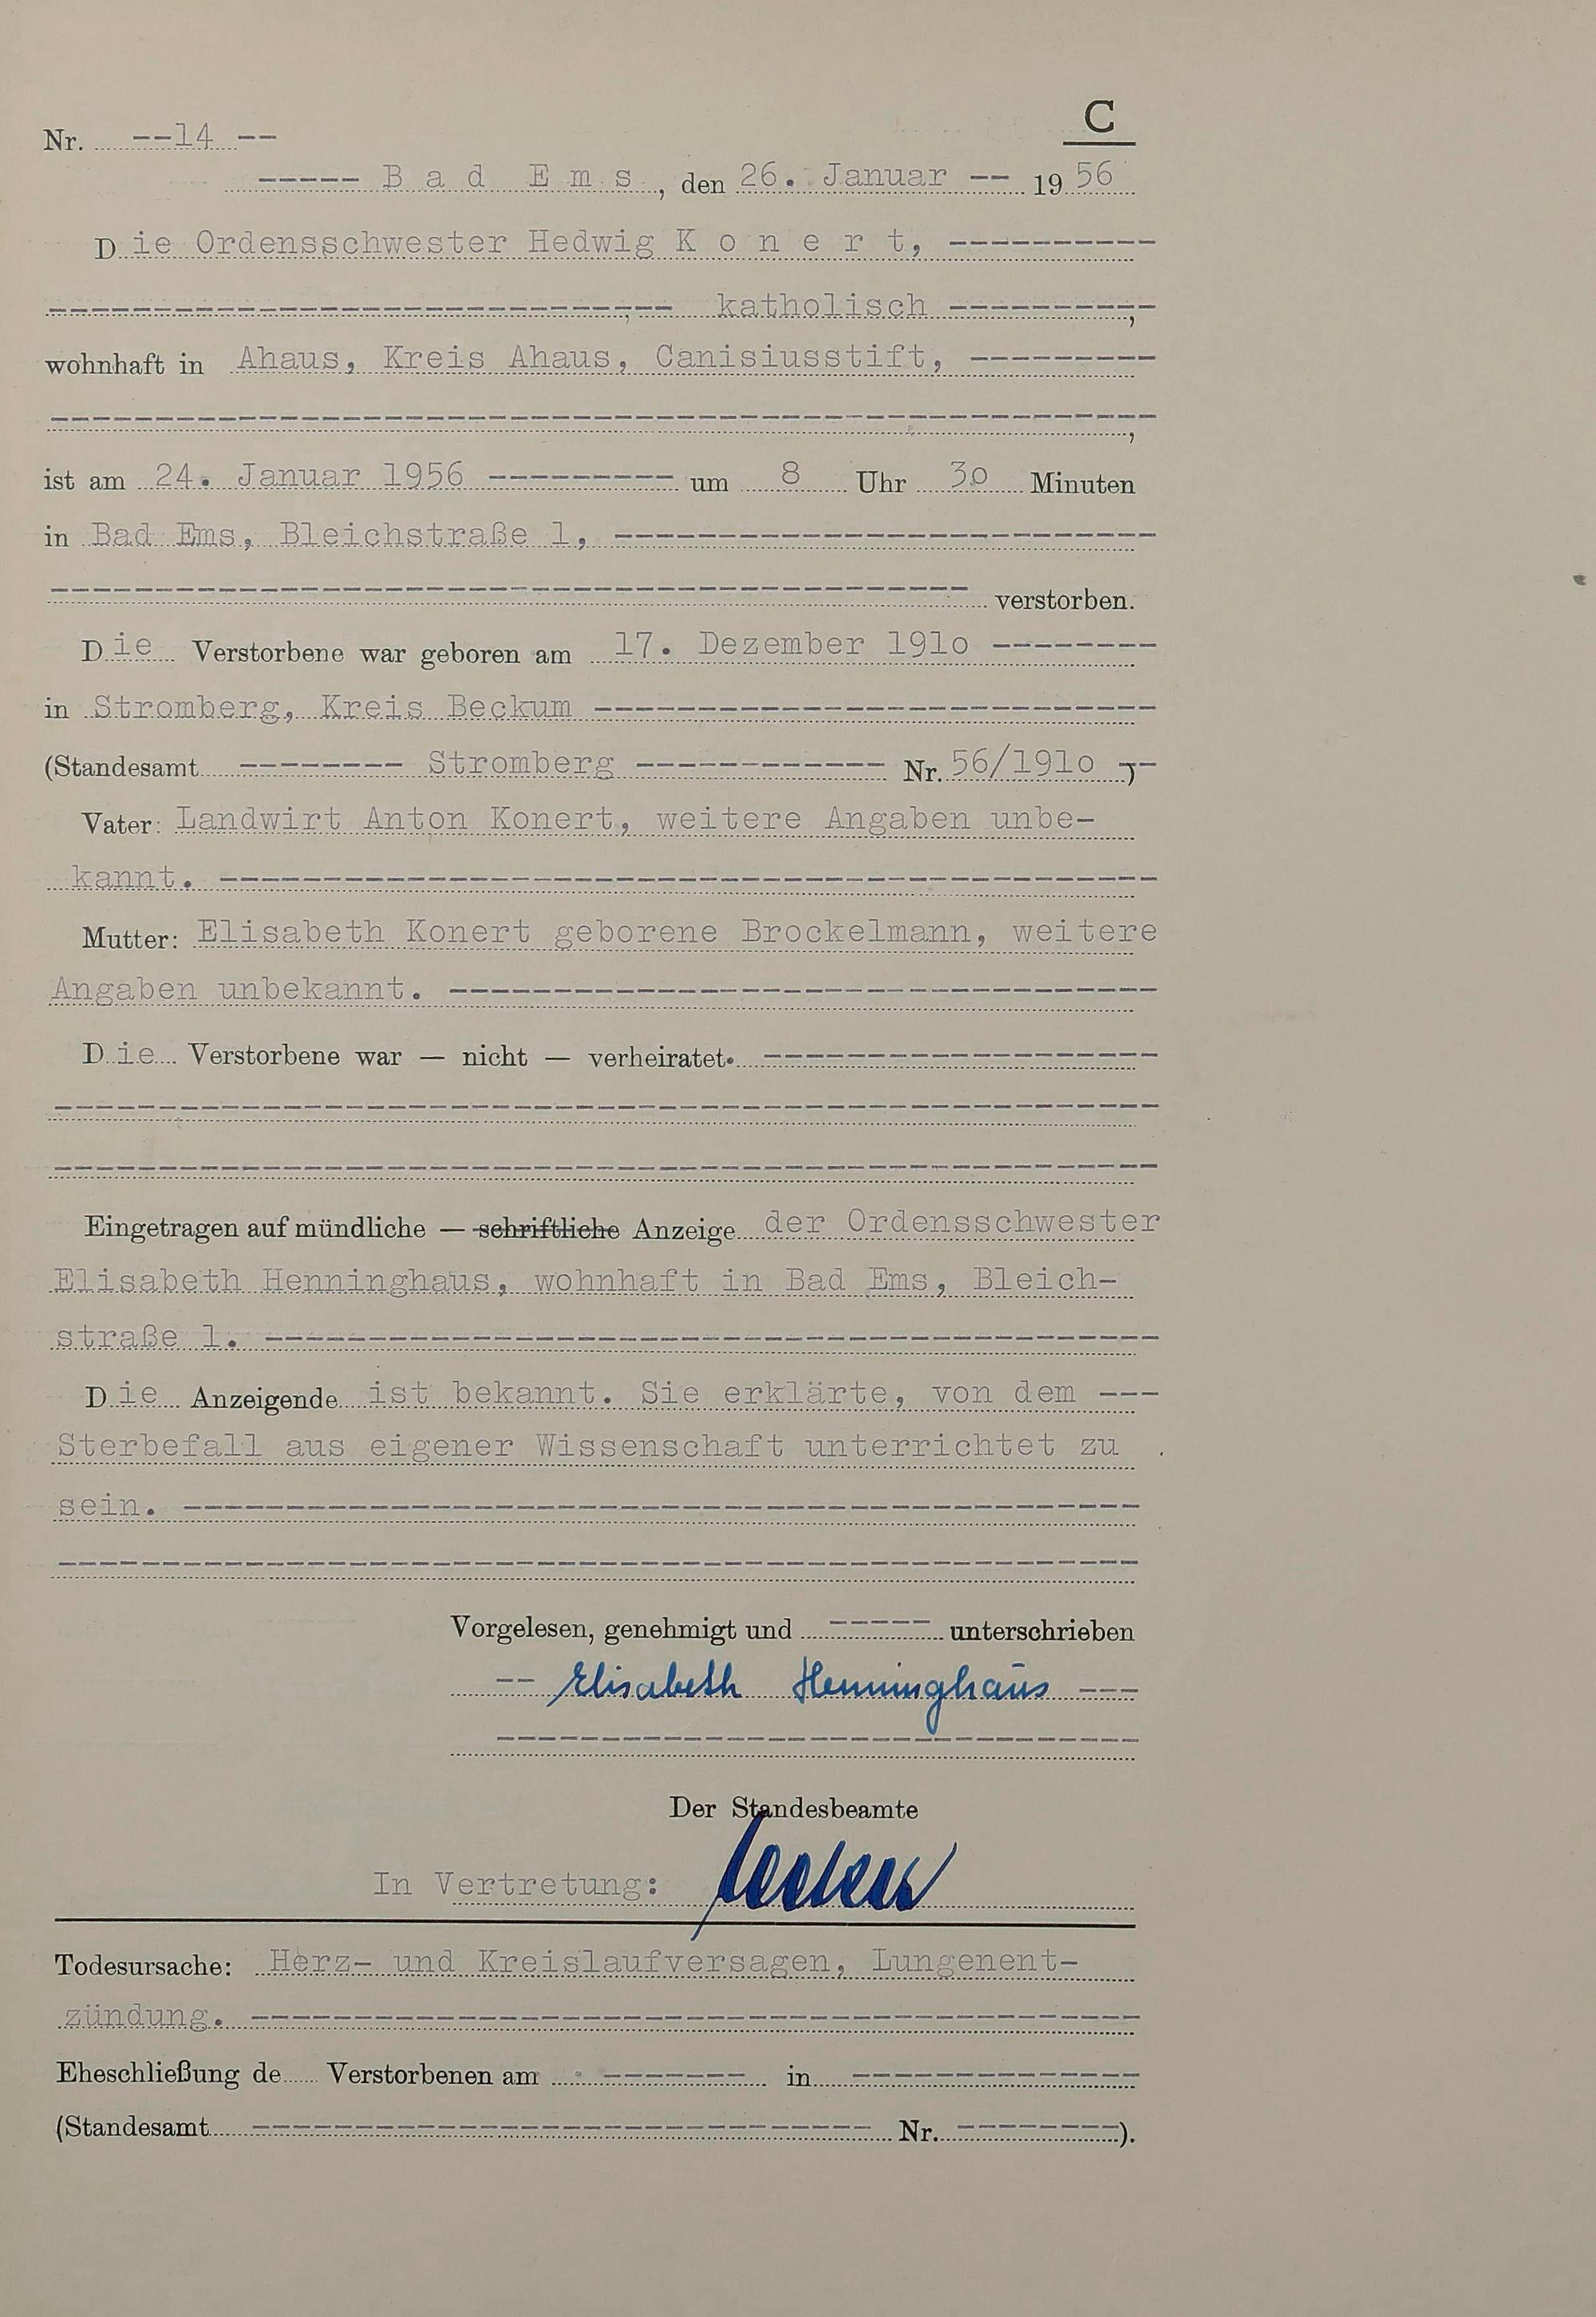 C
Nr. --14 --
----- B a d E m s, den 26. Januar -- 1956
Die Ordensschwester Hedwig K o n e r t, ----------
------------------------------ katholisch ----------,
wohnhaft in Ahaus, Kreis Ahaus, Canisiusstift, ---------
-----------------------------------------------------,
ist am 24. Januar 1956 --------- um 8 Uhr 30 Minuten
in Bad Ems, Bleichstraße 1, --------------------------
-------------------------------------------- verstorben.
Die Verstorbene war geboren am 17. Dezember 1910 --------
in Stromberg, Kreis Beckum ---------------------------
(Standesamt -------- Stromberg ------------ Nr. 56/1910 --)
Vater: Landwirt Anton Konert, weitere Angaben unbe-
kannt. ---------------------------------------------
Mutter: Elisabeth Konert geborene Brockelmann, weitere
Angaben unbekannt. ----------------------------------
Die Verstorbene war — nicht — verheiratet. -------------------
-----------------------------------------------------
-----------------------------------------------------
Eingetragen auf mündliche — schriftliche Anzeige der Ordensschwester
Elisabeth Henninghaus, wohnhaft in Bad Ems, Bleich-
straße 1. -------------------------------------------
Die Anzeigende ist bekannt. Sie erklärte, von dem ---
Sterbefall aus eigener Wissenschaft unterrichtet zu
sein. ----------------------------------------------
----------------------------------------------------
Vorgelesen, genehmigt und ----- unterschrieben
-- Elisabeth Henninghaus ---
-------------------------------
Der Standesbeamte
In Vertretung:
Todesursache: Herz- und Kreislaufversagen, Lungenent-
zündung. -------------------------------------------
Eheschließung de Verstorbenen am ------- in --------------
(Standesamt ------------------------------ Nr. --------).